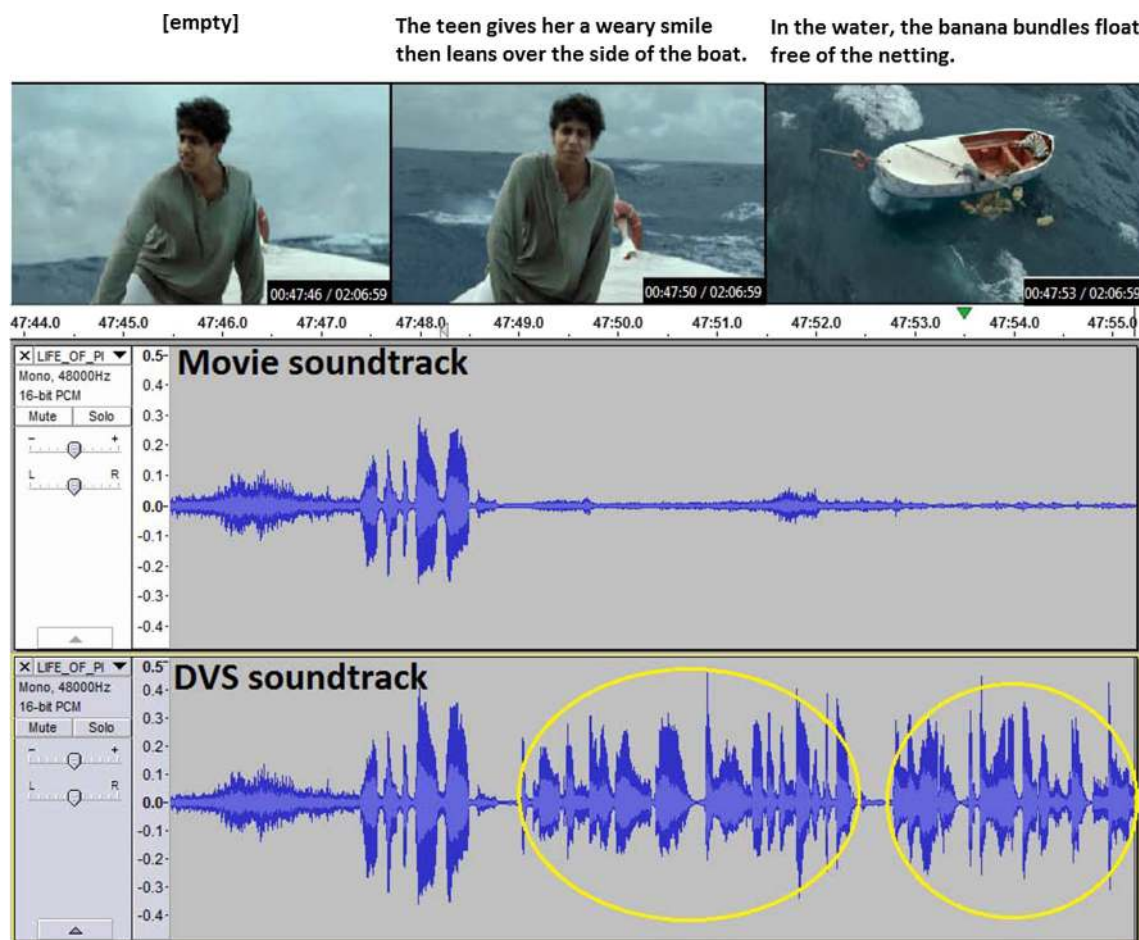 [empty]
The teen gives her a weary smile
then leans over the side of the boat.
In the water, the banana bundles float
free of the netting.
00:47:46 / 02:06:59
00:47:50 / 02:06:59
00:47:53 / 02:06:59
47:44.0 47:45.0 47:46.0 47:47.0 47:48.0 47:49.0 47:50.0 47:51.0 47:52.0 47:53.0 47:54.0 47:55.0
X LIFE_OF_PI
Mono, 48000Hz
16-bit PCM
Mute Solo
- +
L R
0.5-
0.4-
0.3-
0.2-
0.1-
0.0-
-0.1-
-0.2-
-0.3-
-0.4-
Movie soundtrack
X LIFE_OF_PI
Mono, 48000Hz
16-bit PCM
Mute Solo
- +
L R
0.5-
0.4-
0.3-
0.2-
0.1-
0.0-
-0.1-
-0.2-
-0.3-
-0.4-
DVS soundtrack